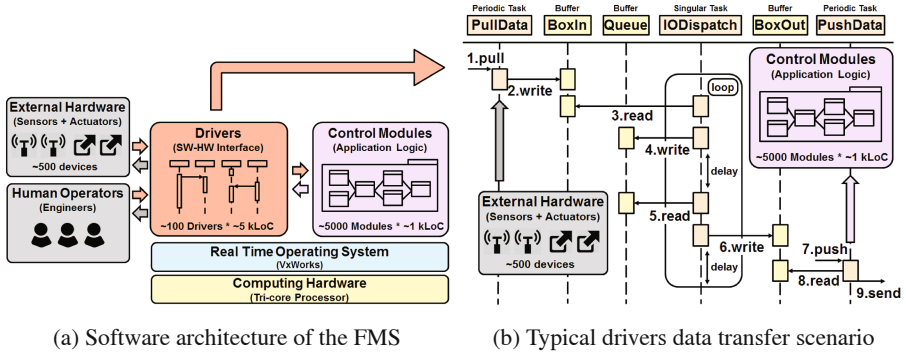 External Hardware
(Sensors + Actuators)
~500 devices
Human Operators
(Engineers)
Drivers
(SW-HW Interface)
~100 Drivers * ~5 kLoC
Control Modules
(Application Logic)
~5000 Modules * ~1 kLoC
Real Time Operating System
(VxWorks)
Computing Hardware
(Tri-core Processor)
(a) Software architecture of the FMS
Periodic Task
PullData
Buffer
BoxIn
Buffer
Queue
Singular Task
IODispatch
Buffer
BoxOut
Periodic Task
PushData
1.pull
2.write
loop
3.read
4.write
delay
5.read
6.write
delay
7.push
8.read
9.send
Control Modules
(Application Logic)
~5000 Modules * ~1 kLoC
External Hardware
(Sensors + Actuators)
~500 devices
(b) Typical drivers data transfer scenario